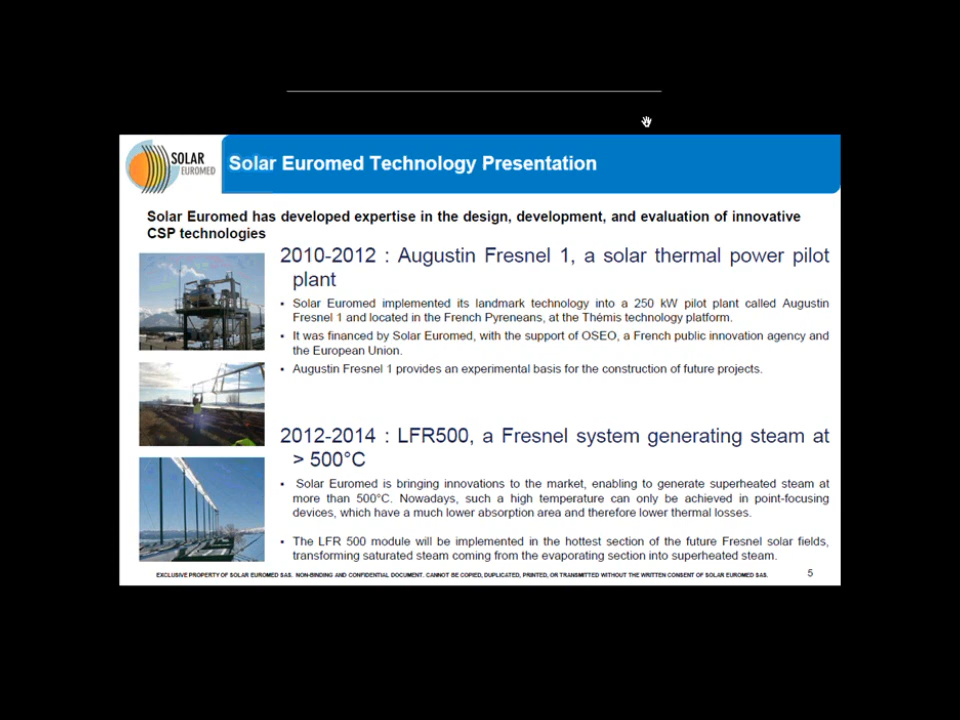 SOLAR
EUROMED
Solar Euromed Technology Presentation
Solar Euromed has developed expertise in the design, development, and evaluation of innovative
CSP technologies
2010-2012 : Augustin Fresnel 1, a solar thermal power pilot
plant
▪ Solar Euromed implemented its landmark technology into a 250 kW pilot plant called Augustin
Fresnel 1 and located in the French Pyreneans, at the Thémis technology platform.
▪ It was financed by Solar Euromed, with the support of OSEO, a French public innovation agency and
the European Union.
▪ Augustin Fresnel 1 provides an experimental basis for the construction of future projects.
2012-2014 : LFR500, a Fresnel system generating steam at
> 500°C
▪ Solar Euromed is bringing innovations to the market, enabling to generate superheated steam at
more than 500°C. Nowadays, such a high temperature can only be achieved in point-focusing
devices, which have a much lower absorption area and therefore lower thermal losses.
▪ The LFR 500 module will be implemented in the hottest section of the future Fresnel solar fields,
transforming saturated steam coming from the evaporating section into superheated steam.
EXCLUSIVE PROPERTY OF SOLAR EUROMED SAS. NON-BINDING AND CONFIDENTIAL DOCUMENT. CANNOT BE COPIED, DUPLICATED, PRINTED, OR TRANSMITTED WITHOUT THE WRITTEN CONSENT OF SOLAR EUROMED SAS.
5